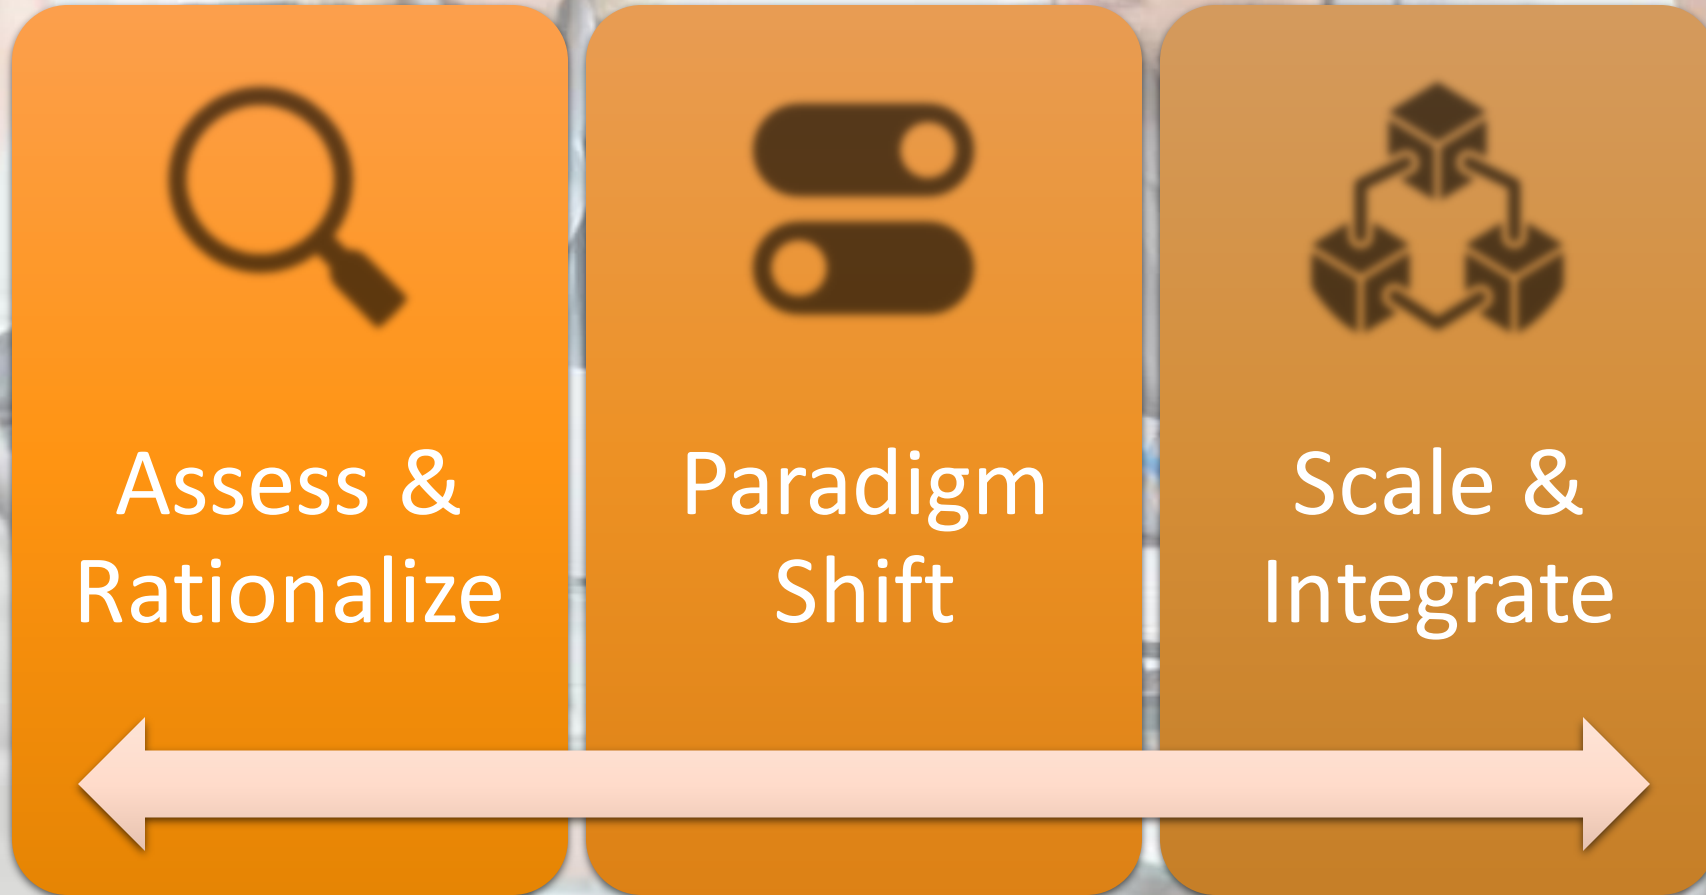 Assess &
Rationalize
Paradigm
Shift
Scale &
Integrate